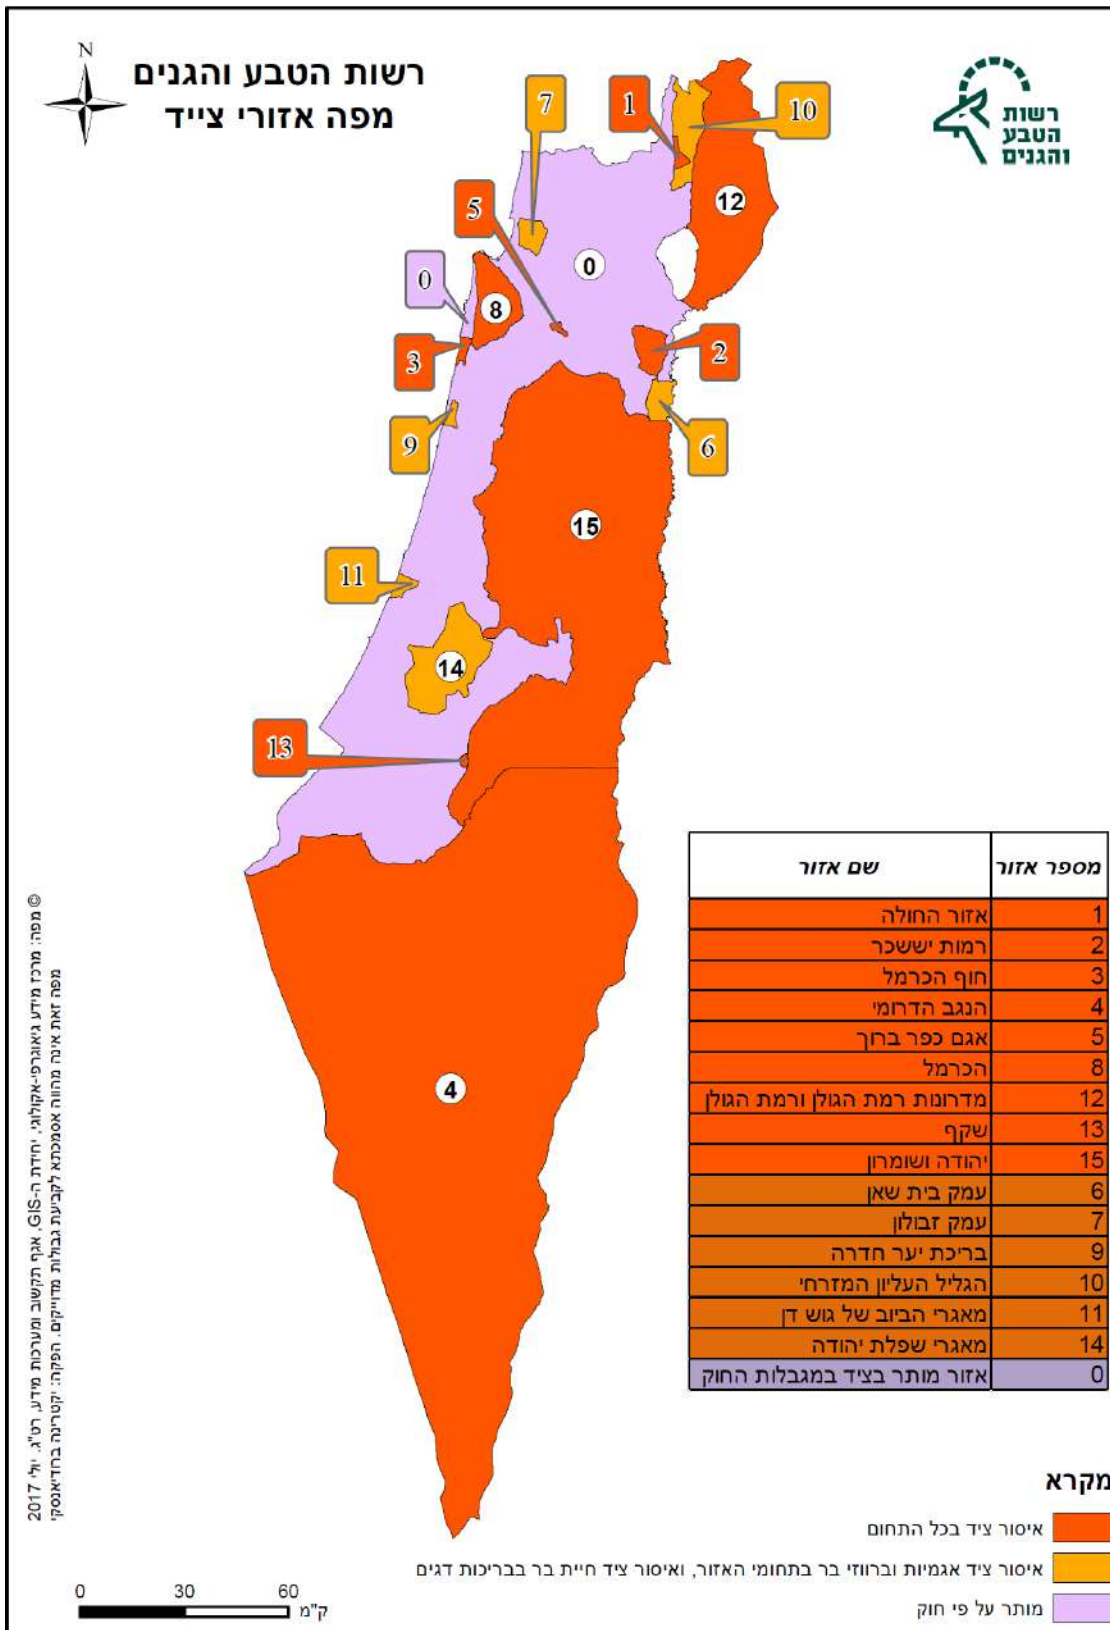 N
רשות הטבע והגנים
מפה אזורי צייד
רשות
הטבע
והגנים
7
1
10
12
5
0
0
8
3
2
9
6
15
11
14
13
4
מספר אזור שם אזור
1 אזור החולה
2 רמות יששכר
3 חוף הכרמל
4 הנגב הדרומי
5 אגם כפר ברוך
8 הכרמל
12 מדרונות רמת הגולן ורמת הגולן
13 שקף
15 יהודה ושומרון
6 עמק בית שאן
7 עמק זבולון
9 בריכת יער חדרה
10 הגליל העליון המזרחי
11 מאגרי הביוב של גוש דן
14 מאגרי שפלת יהודה
0 אזור מותר בציד במגבלות החוק
מקרא
איסור ציד בכל התחום
איסור ציד אגמיות וברווזי בר בתחומי האזור, ואיסור ציד חיית בר בבריכות דגים
מותר על פי חוק
0 30 60
ק"מ
© מפה: מרכז מידע גיאוגרפי-אקולוגי, יחידת ה-GIS, אגף תקשוב ומערכות מידע, רט"ג. יולי 2017
מפה זאת אינה מהווה אסמכתא לקביעת גבולות מדוייקים. הפקה: יקטרינה ברודיאנסקי